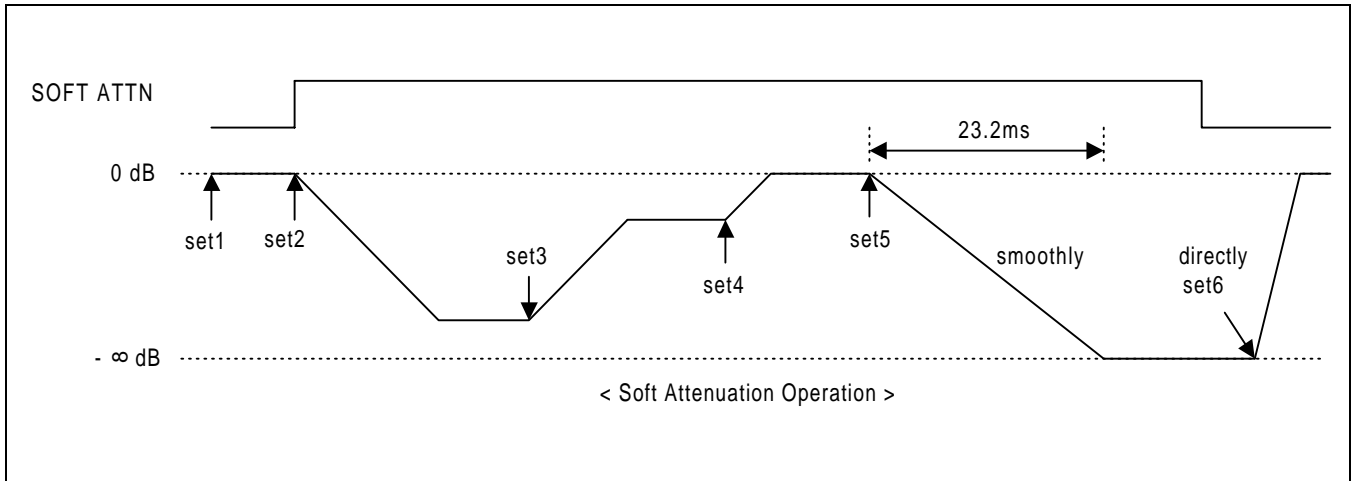 SOFT ATTN
23.2ms
0 dB
set1
set2
set3
set4
set5
smoothly
directly
set6
- ∞ dB
< Soft Attenuation Operation >